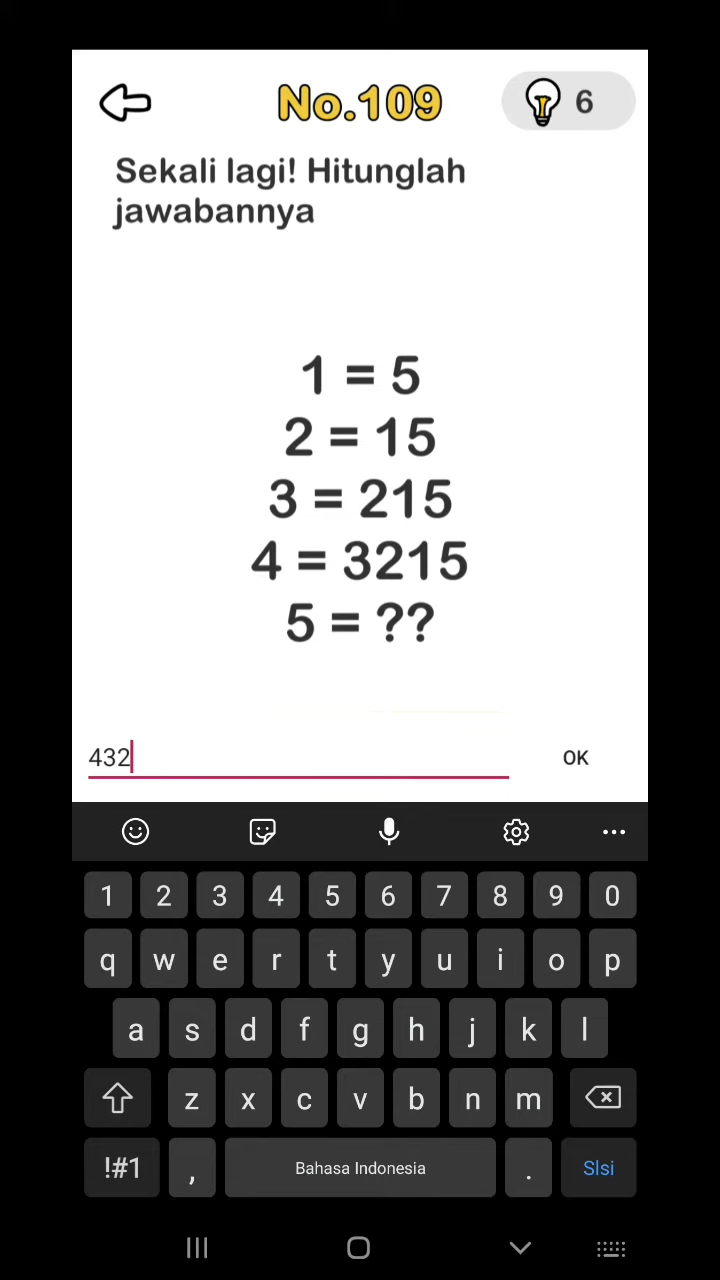 No.109
6
Sekali lagi! Hitunglah
jawabannya
1 = 5
2 = 15
3 = 215
4 = 3215
5 = ??
432
OK
1 2 3 4 5 6 7 8 9 0
q w e r t y u i o p
a s d f g h j k l
z x c v b n m
!#1 , Bahasa Indonesia . Slsi